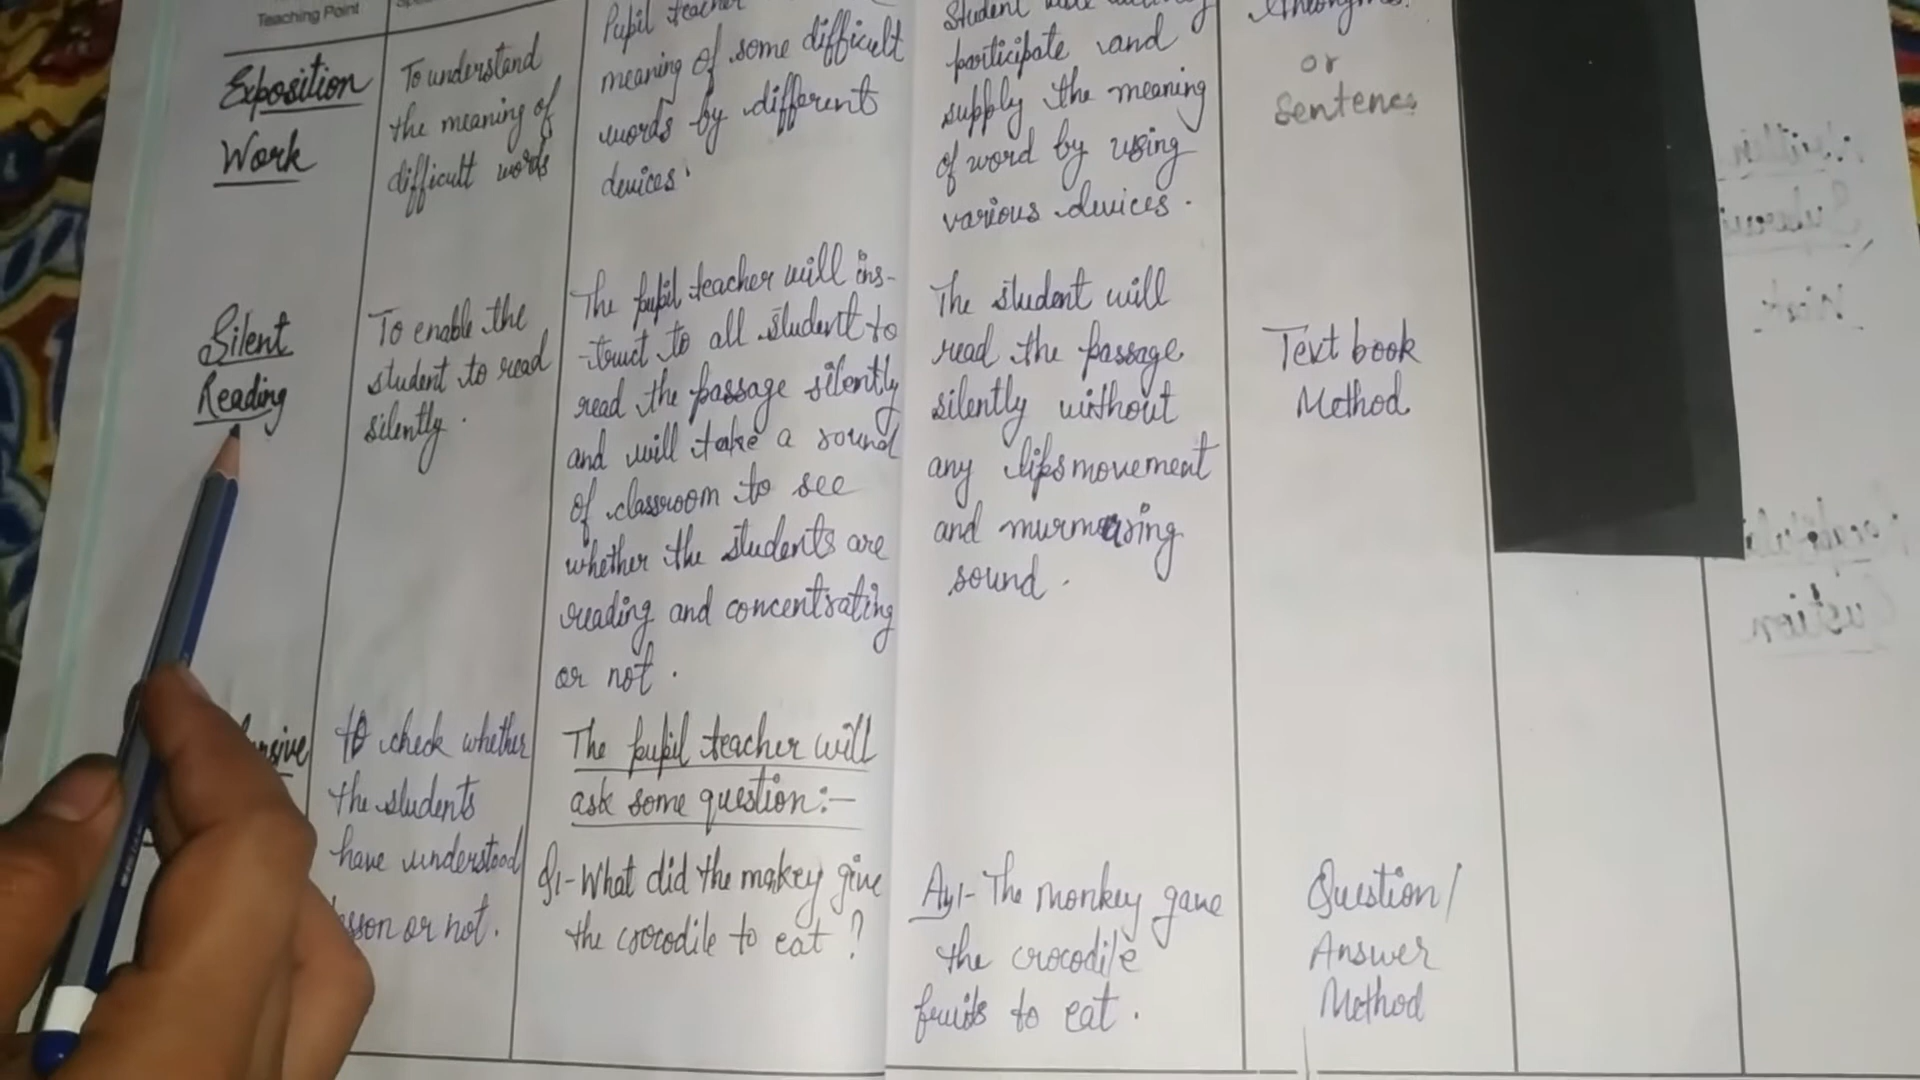 Teaching Point
Exposition
Work
To understand
the meaning of
difficult words
Pupil teacher
meaning of some difficult
words by different
devices.
Student
participate and
supply the meaning
of word by using
various devices.
or
sentence
Silent
Reading
To enable the
student to read
silently.
The pupil teacher will ins-
-truct to all student to
read the passage silently
and will take a round
of classroom to see
whether the students are
reading and concentrating
or not.
The student will
read the passage
silently without
any lips movement
and murmuring
sound.
Text book
Method
to check whether
the students
have understood
or not.
The pupil teacher will
ask some question:-
Q1-What did the mokey give
the crocodile to eat?
Ay1- The monkey gave
the crocodile
fruits to eat.
Question/
Answer
Method